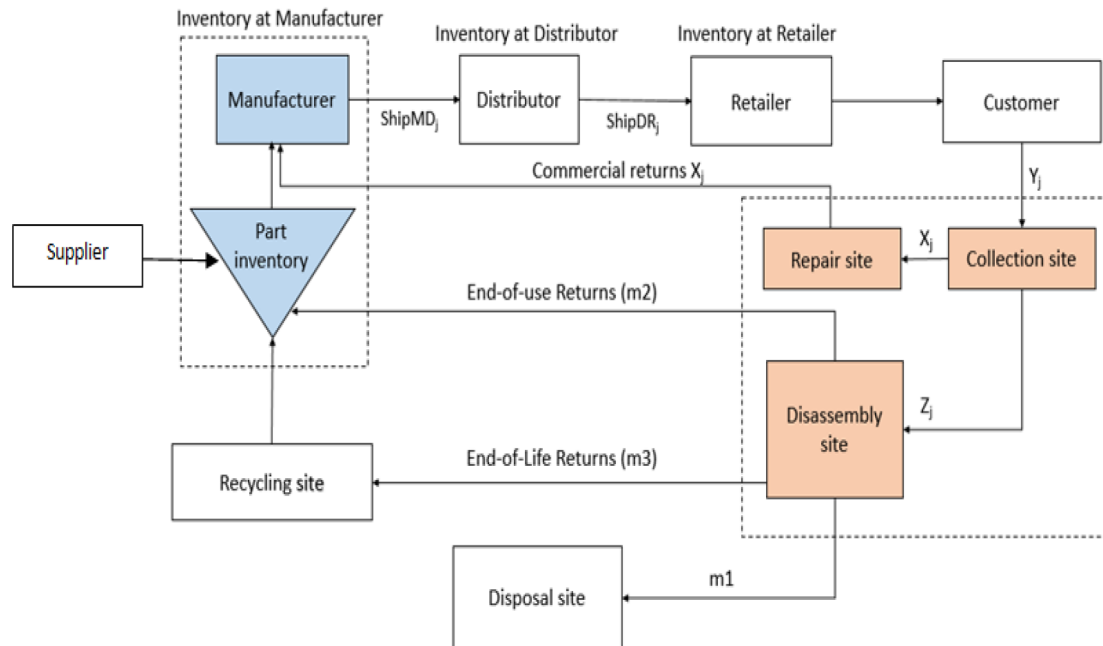 Inventory at Manufacturer
Inventory at Distributor
Inventory at Retailer
Manufacturer
Distributor
Retailer
Customer
ShipMDj
ShipDRj
Commercial returns Xj
Yj
Supplier
Part
inventory
Repair site
Xj
Collection site
End-of-use Returns (m2)
Disassembly
site
Zj
End-of-Life Returns (m3)
Recycling site
m1
Disposal site